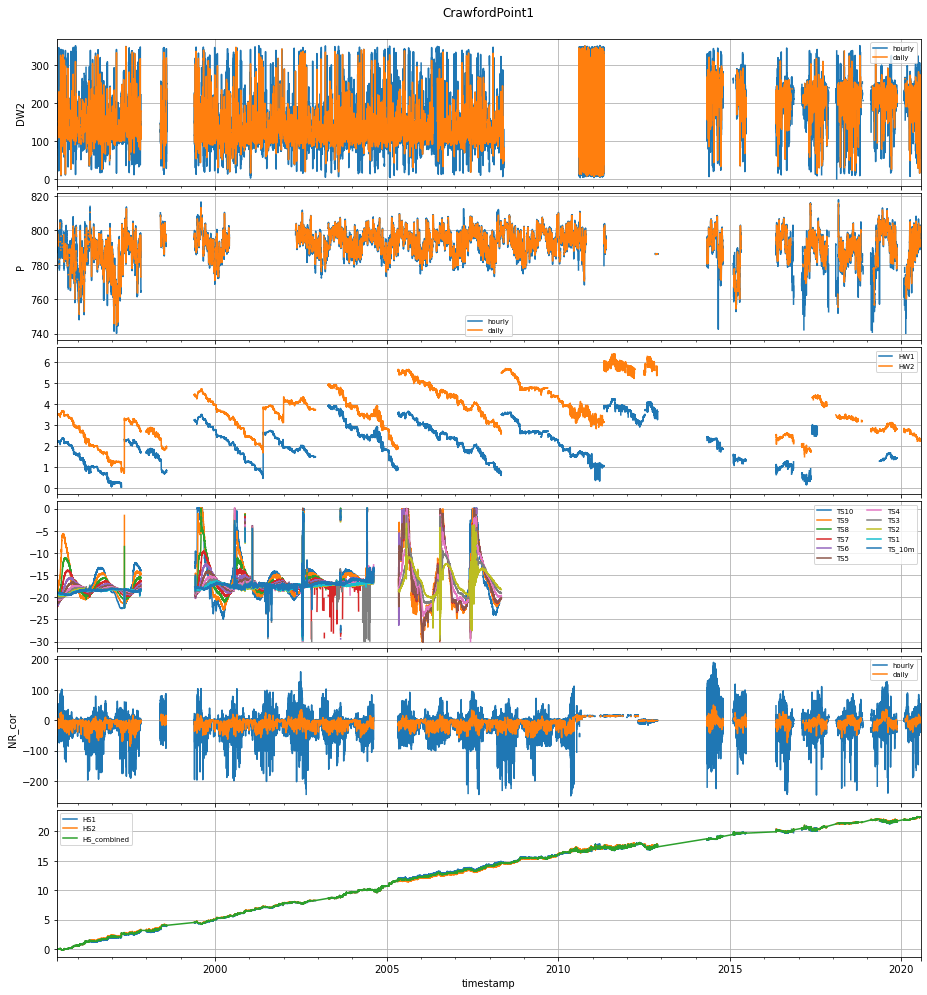 CrawfordPoint1
DW2
300
200
100
0
hourly
daily
P
820
800
780
760
740
hourly
daily
6
5
4
3
2
1
0
HW1
HW2
0
−5
−10
−15
−20
−25
−30
TS10
TS9
TS8
TS7
TS6
TS5
TS4
TS3
TS2
TS1
TS_10m
NR_cor
200
100
0
−100
−200
hourly
daily
20
15
10
5
0
HS1
HS2
HS_combined
2000 2005 2010 2015 2020
timestamp